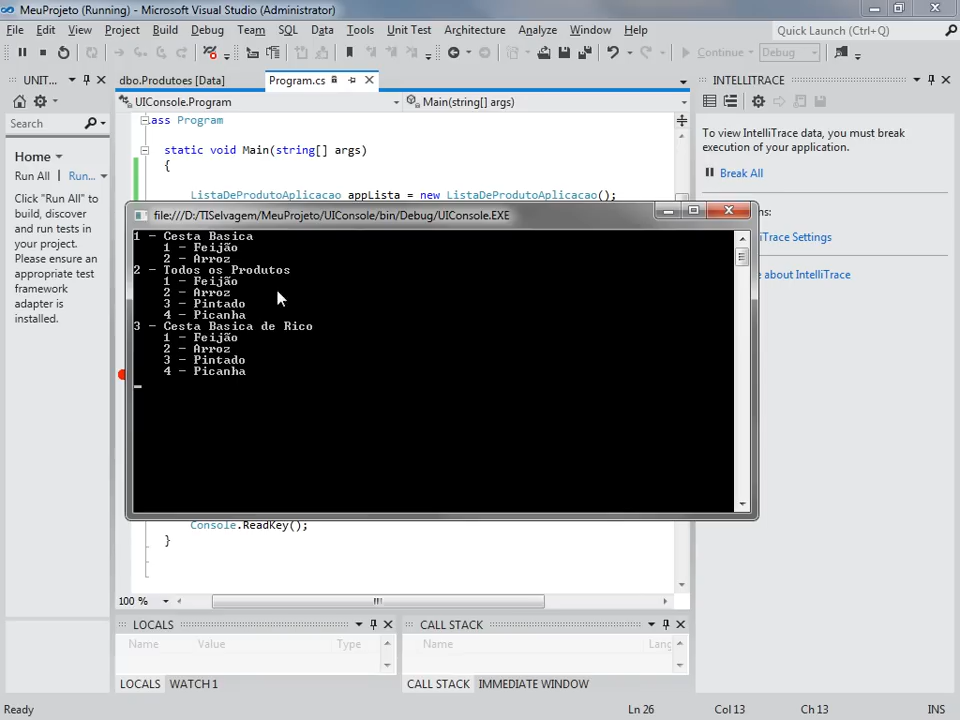 MeuProjeto (Running) - Microsoft Visual Studio (Administrator)
File Edit View Project Build Debug Team SQL Data Tools Unit Test Architecture Analyze Window Help
Quick Launch (Ctrl+Q)
Continue Debug
UNIT...
dbo.Produtoes [Data] Program.cs
INTELLITRACE
UIConsole.Program Main(string[] args)
Search
lass Program
To view IntelliTrace data, you must break execution of your application.
static void Main(string[] args)
{
Home
Run All | Run...
Break All
Click "Run All" to build, discover and run tests in your project. Please ensure an appropriate test framework adapter is installed.
ListaDeProdutoAplicacao appLista = new ListaDeProdutoAplicacao();
file:///D:/TISelvagem/MeuProjeto/UIConsole/bin/Debug/UIConsole.EXE
1 - Cesta Basica
1 - Feijão
2 - Arroz
2 - Todos os Produtos
1 - Feijão
2 - Arroz
3 - Pintado
4 - Picanha
3 - Cesta Basica de Rico
1 - Feijão
2 - Arroz
3 - Pintado
4 - Picanha
lliTrace Settings
e about IntelliTrace
Console.ReadKey();
}
100 %
LOCALS
Name Value Type
LOCALS WATCH 1
CALL STACK
Name Lang
CALL STACK IMMEDIATE WINDOW
Ready Ln 26 Col 13 Ch 13 INS